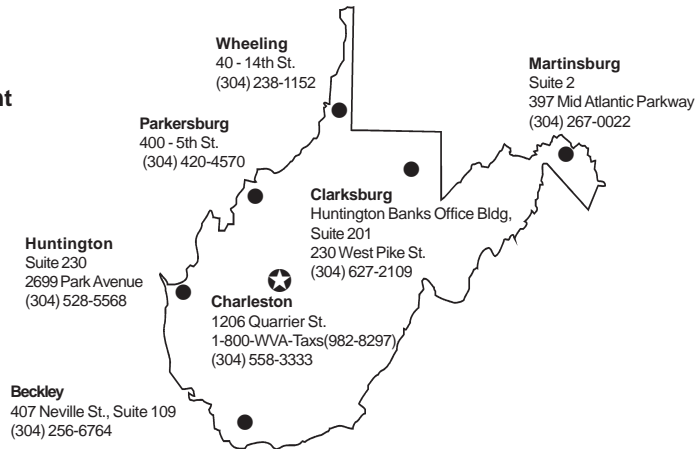 Wheeling
40 - 14th St.
(304) 238-1152
Martinsburg
Suite 2
397 Mid Atlantic Parkway
(304) 267-0022
nt
Parkersburg
400 - 5th St.
(304) 420-4570
Clarksburg
Huntington Banks Office Bldg,
Suite 201
230 West Pike St.
(304) 627-2109
Huntington
Suite 230
2699 Park Avenue
(304) 528-5568
Charleston
1206 Quarrier St.
1-800-WVA-Taxs(982-8297)
(304) 558-3333
Beckley
407 Neville St., Suite 109
(304) 256-6764